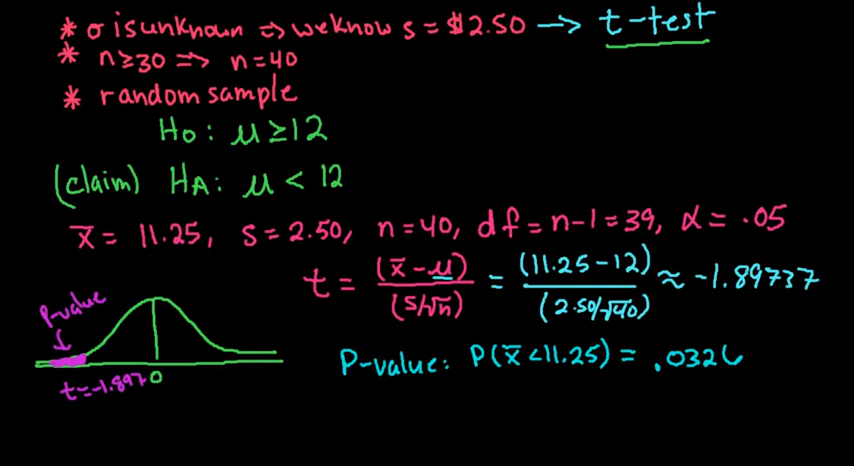 * σ is unknown ⇒ we know s = $2.50 → t-test
* n≥30 ⇒ n=40
* random sample
Ho: μ≥12
(claim) HA: μ < 12
x̄ = 11.25, s = 2.50, n=40, df = n-1=39, α = .05
t = (x̄-μ)/(s/√n) = (11.25-12)/(2.50/√40) ≈ -1.89737
P-value
t=-1.897 0
P-value: P(x̄<11.25) = .0326